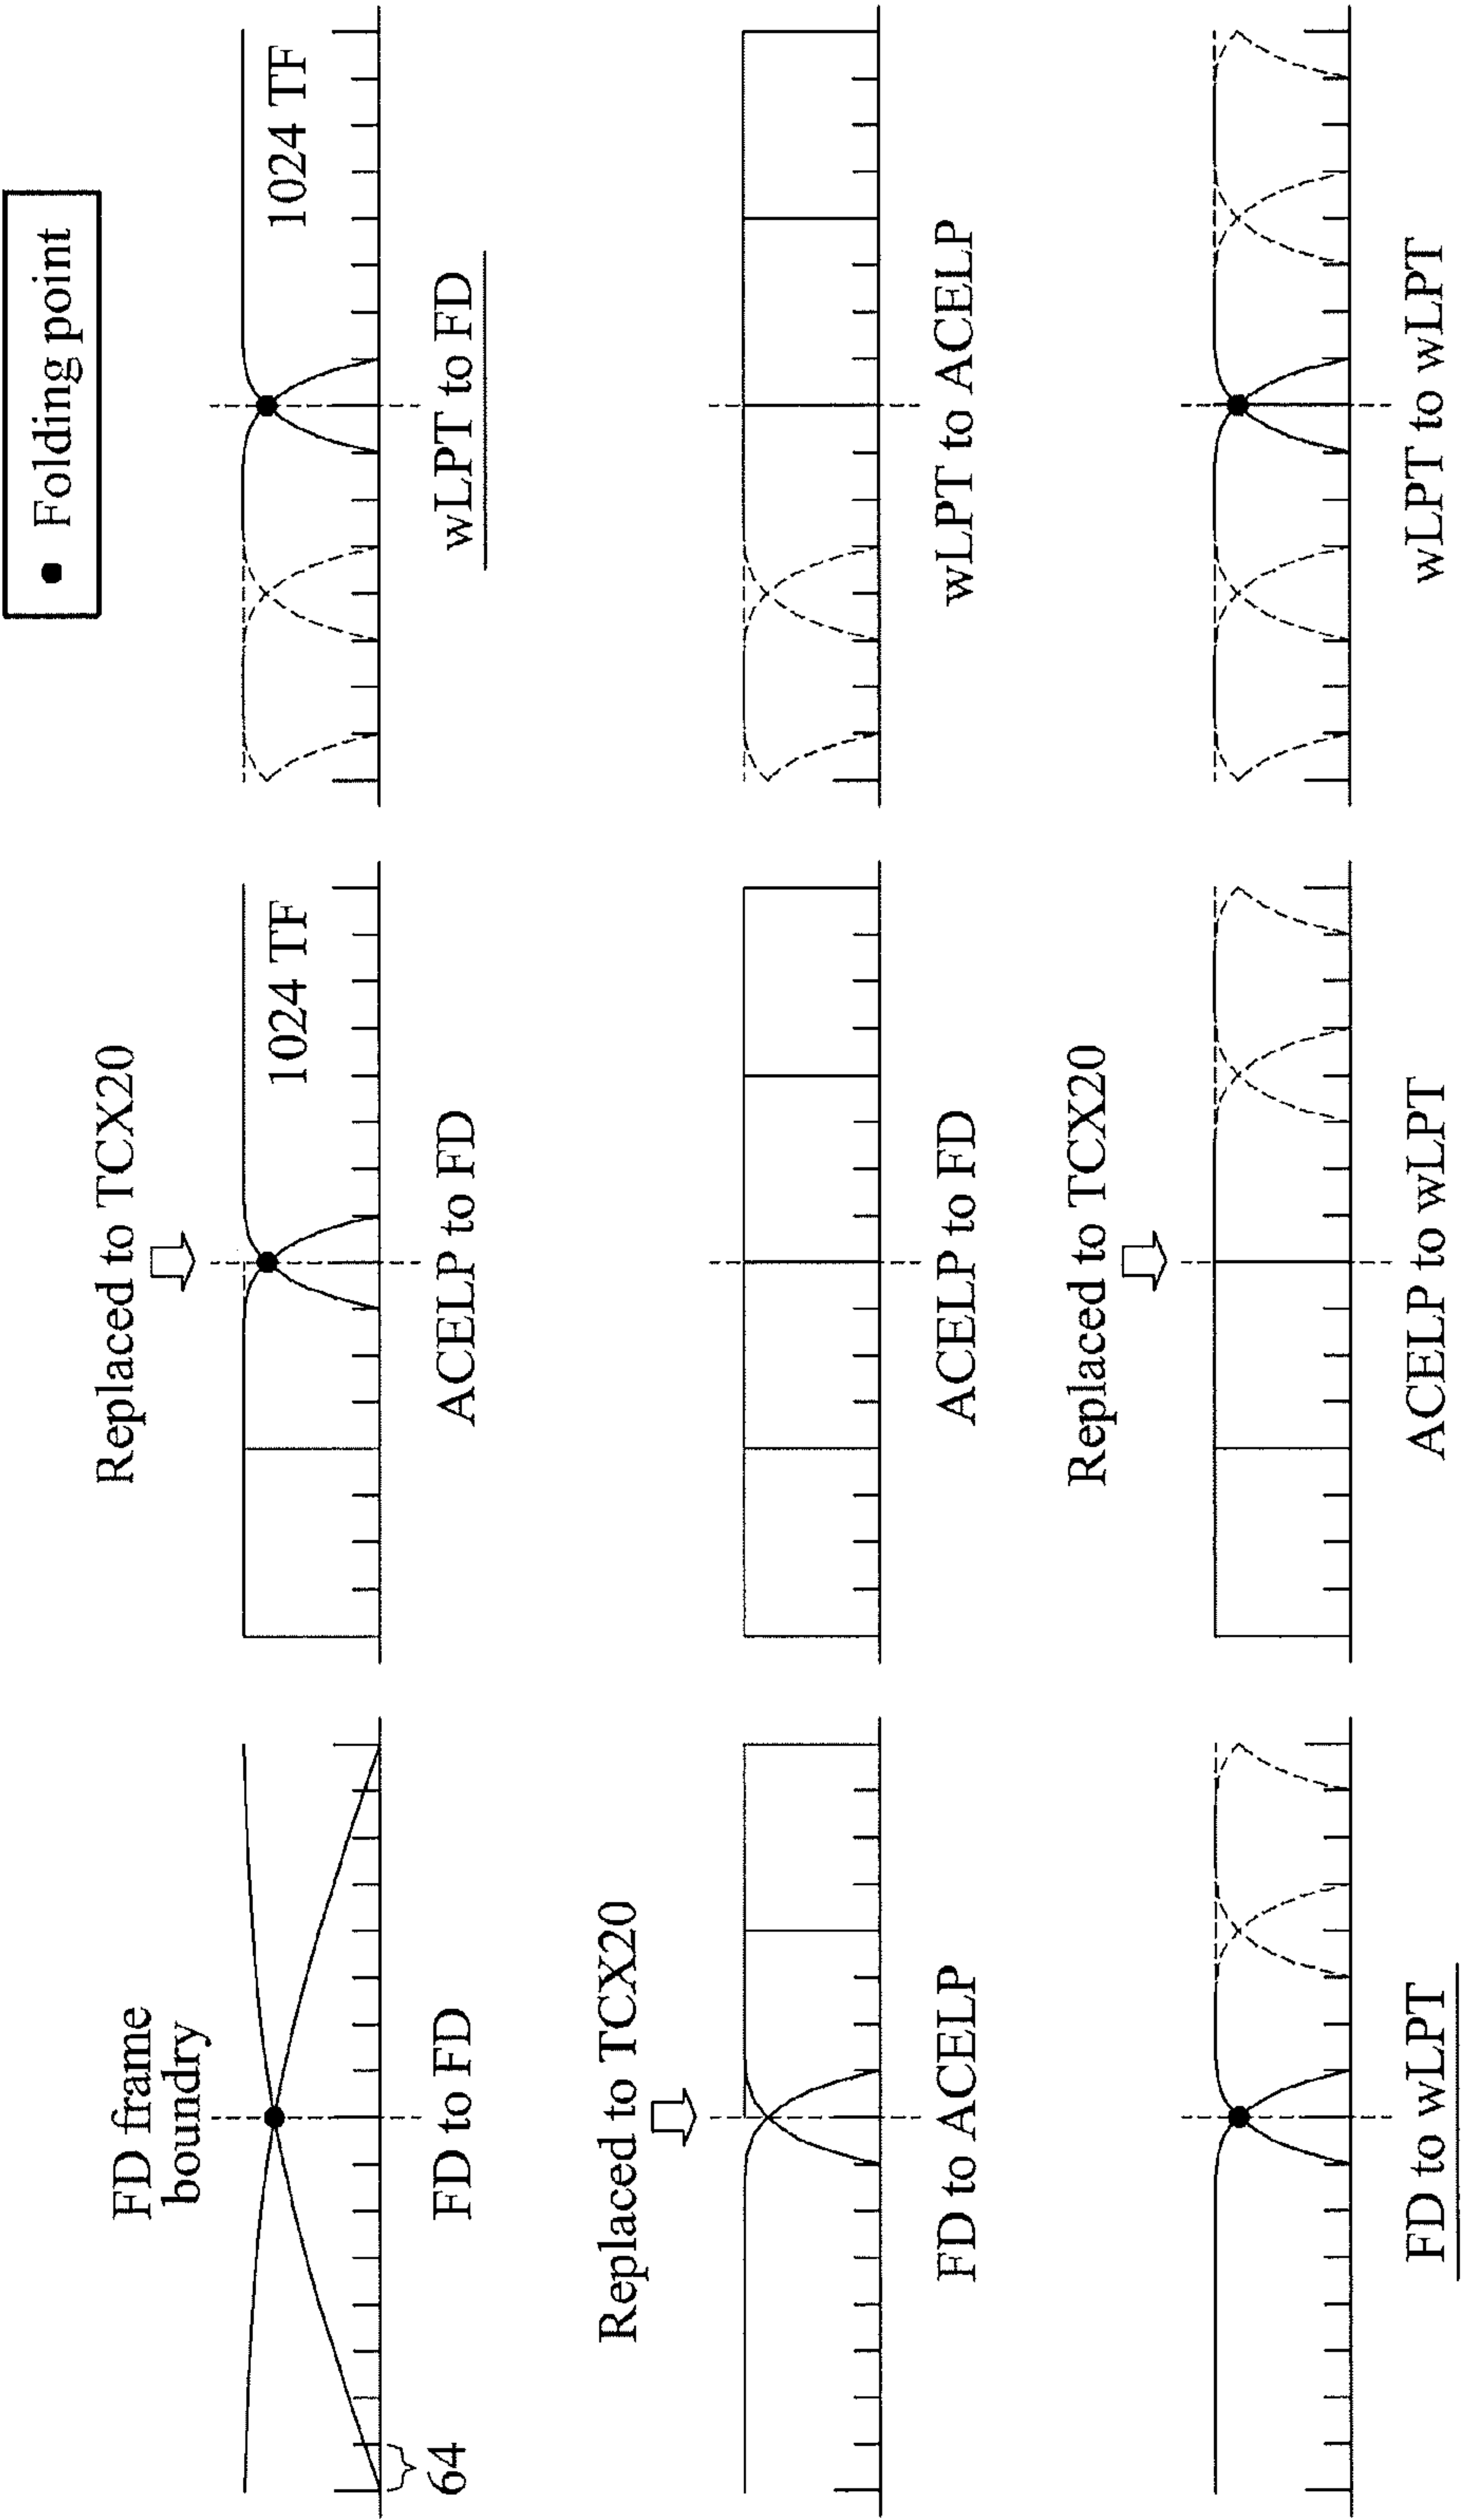 ● Folding point
FD frame
boundry
Replaced to TCX20
1024 TF
1024 TF
64
FD to FD
ACELP to FD
wLPT to FD
Replaced to TCX20
FD to ACELP
ACELP to FD
wLPT to ACELP
Replaced to TCX20
FD to wLPT
ACELP to wLPT
wLPT to wLPT